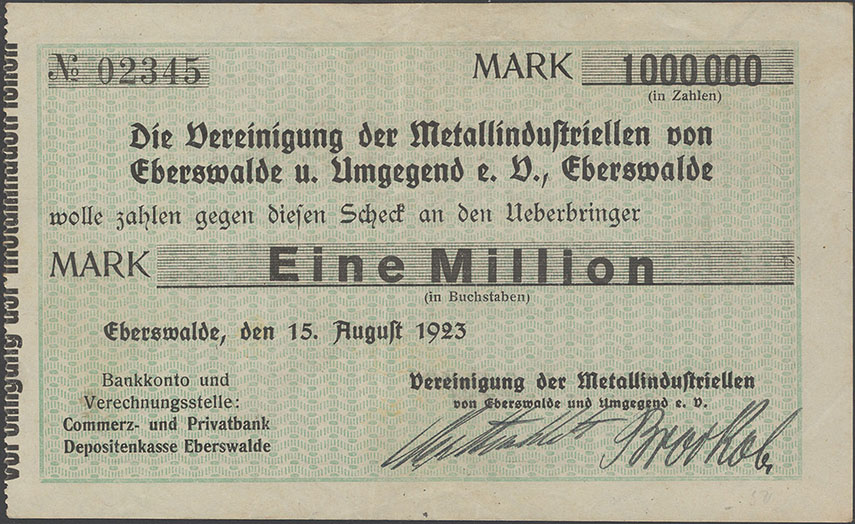 № 02345
MARK 1000000
(in Zahlen)
Die Vereinigung der Metallindustriellen von
Eberswalde u. Umgegend e. V., Eberswalde
wolle zahlen gegen diesen Scheck an den Ueberbringer
MARK Eine Million
(in Buchstaben)
Eberswalde, den 15. August 1923
Bankkonto und
Verechnungsstelle:
Commerz- und Privatbank
Depositenkasse Eberswalde
Vereinigung der Metallindustriellen
von Eberswalde und Umgegend e. V.